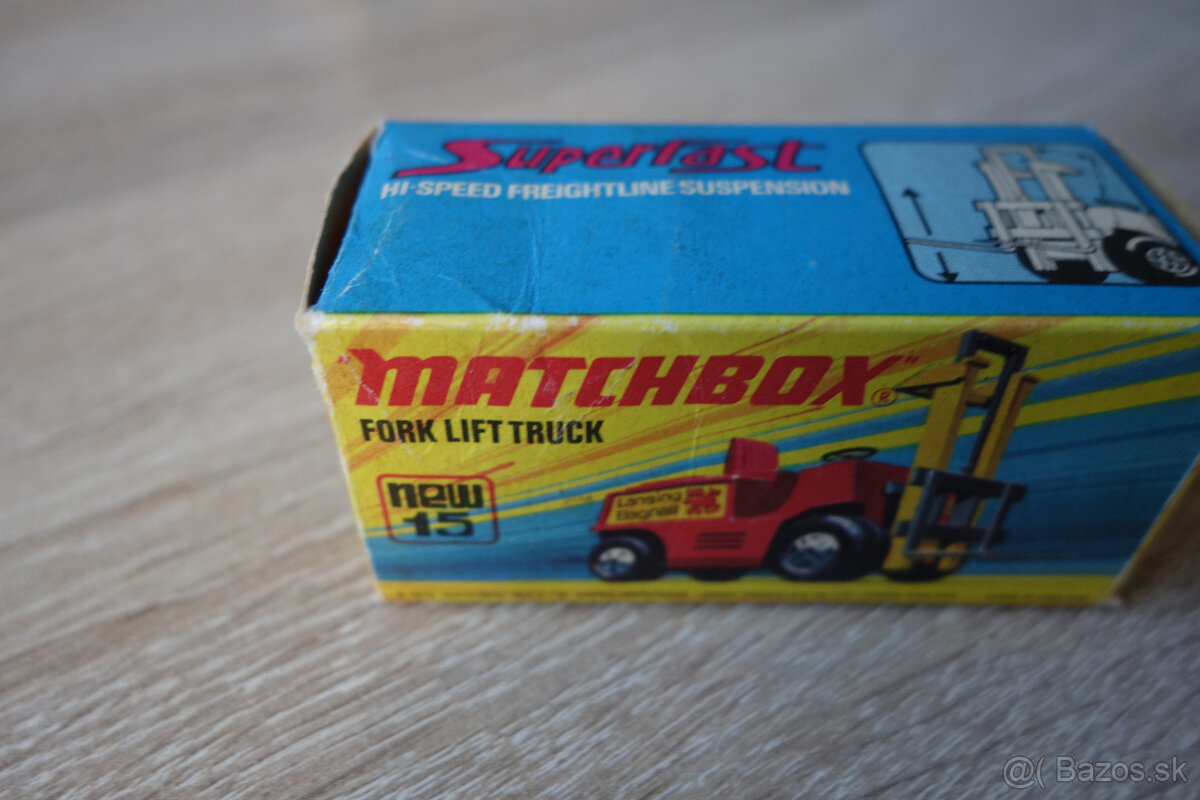 Superfast
HI-SPEED FREIGHTLINE SUSPENSION
"MATCHBOX"®
FORK LIFT TRUCK
new
15
Lansing
Bagnall
@( Bazos.sk